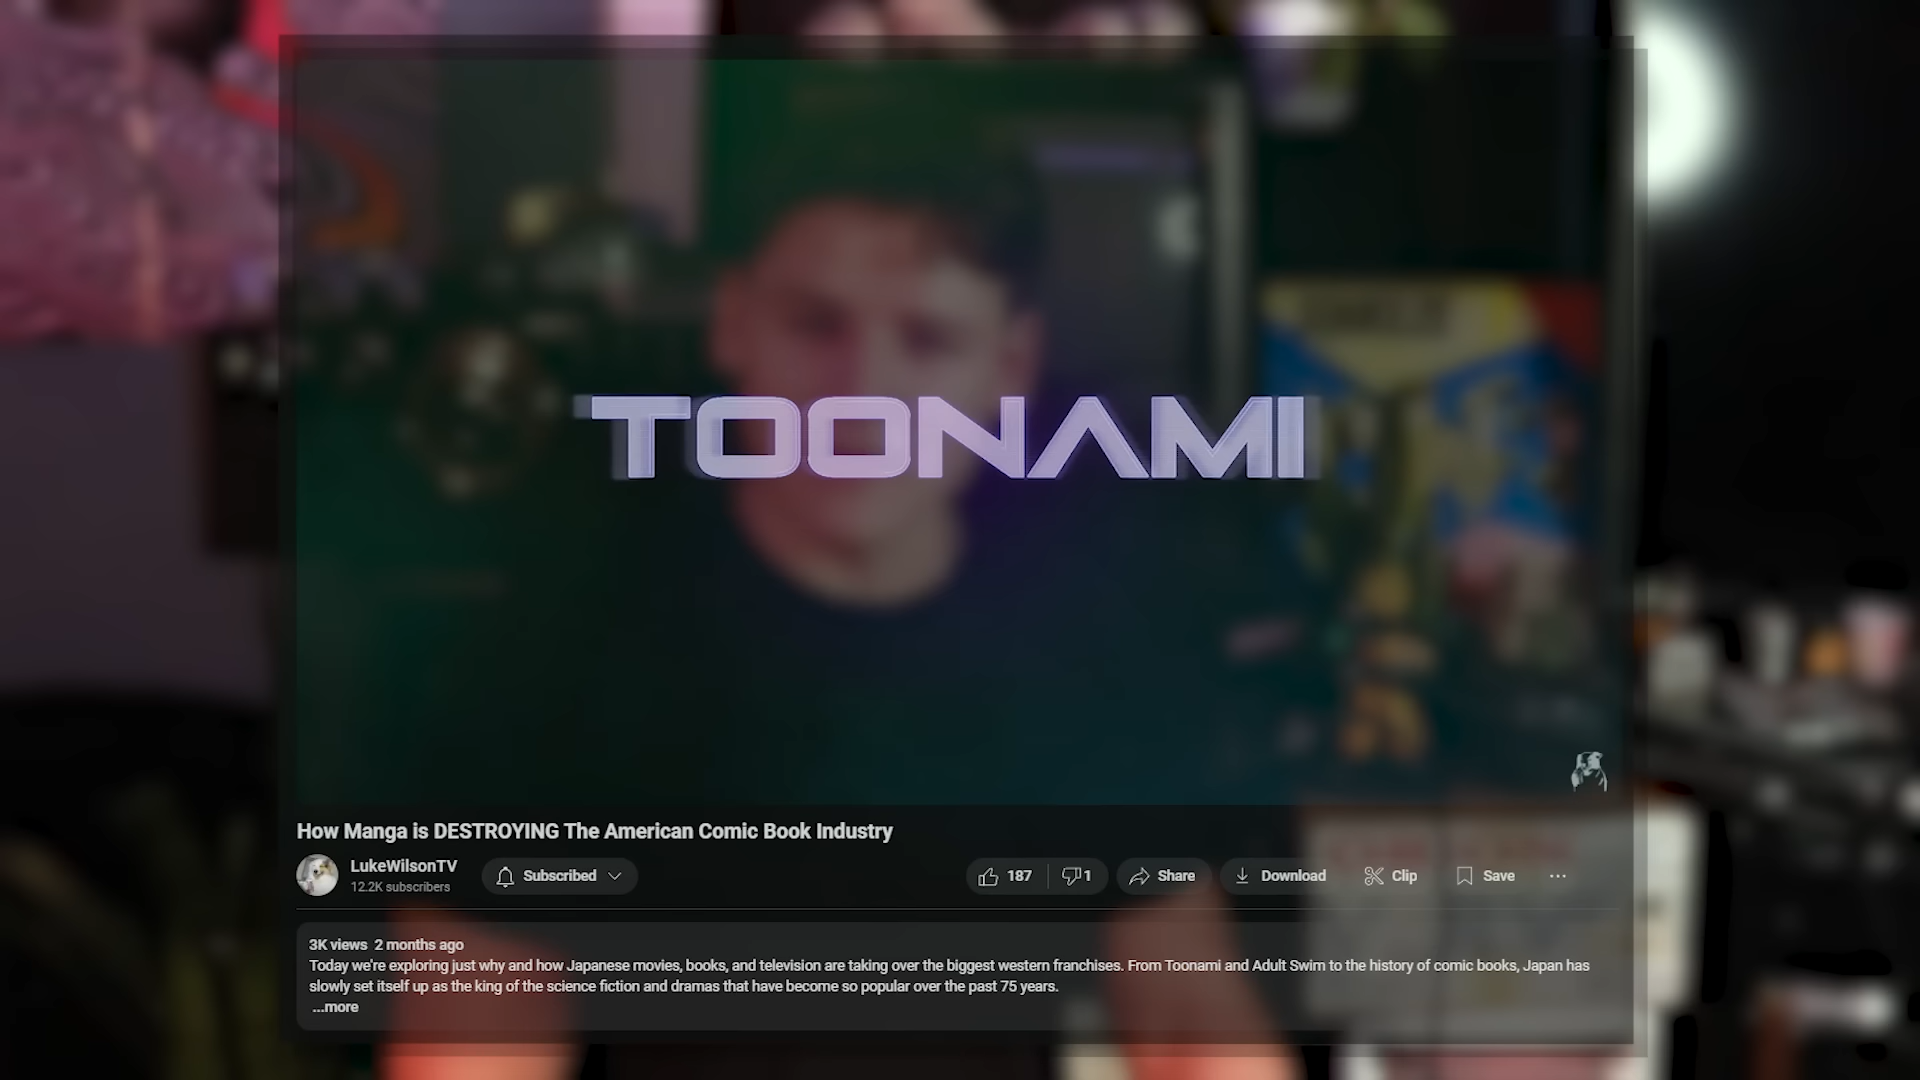 TOONAMI
How Manga is DESTROYING The American Comic Book Industry
LukeWilsonTV
12.2K subscribers
Subscribed
187
1
Share
Download
Clip
Save
3K views 2 months ago
Today we're exploring just why and how Japanese movies, books, and television are taking over the biggest western franchises. From Toonami and Adult Swim to the history of comic books, Japan has
slowly set itself up as the king of the science fiction and dramas that have become so popular over the past 75 years.
...more